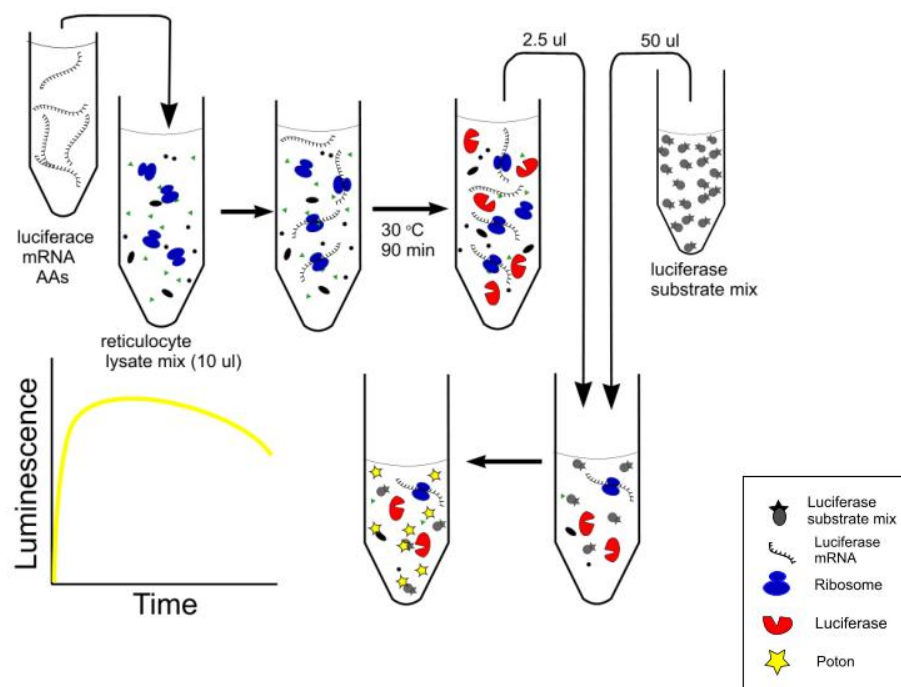 2.5 ul
50 ul
luciferace
mRNA
AAs
30 °C
90 min
luciferase
substrate mix
reticulocyte
lysate mix (10 ul)
Luminescence
Time
Luciferase
substrate mix
Luciferase
mRNA
Ribosome
Luciferase
Poton